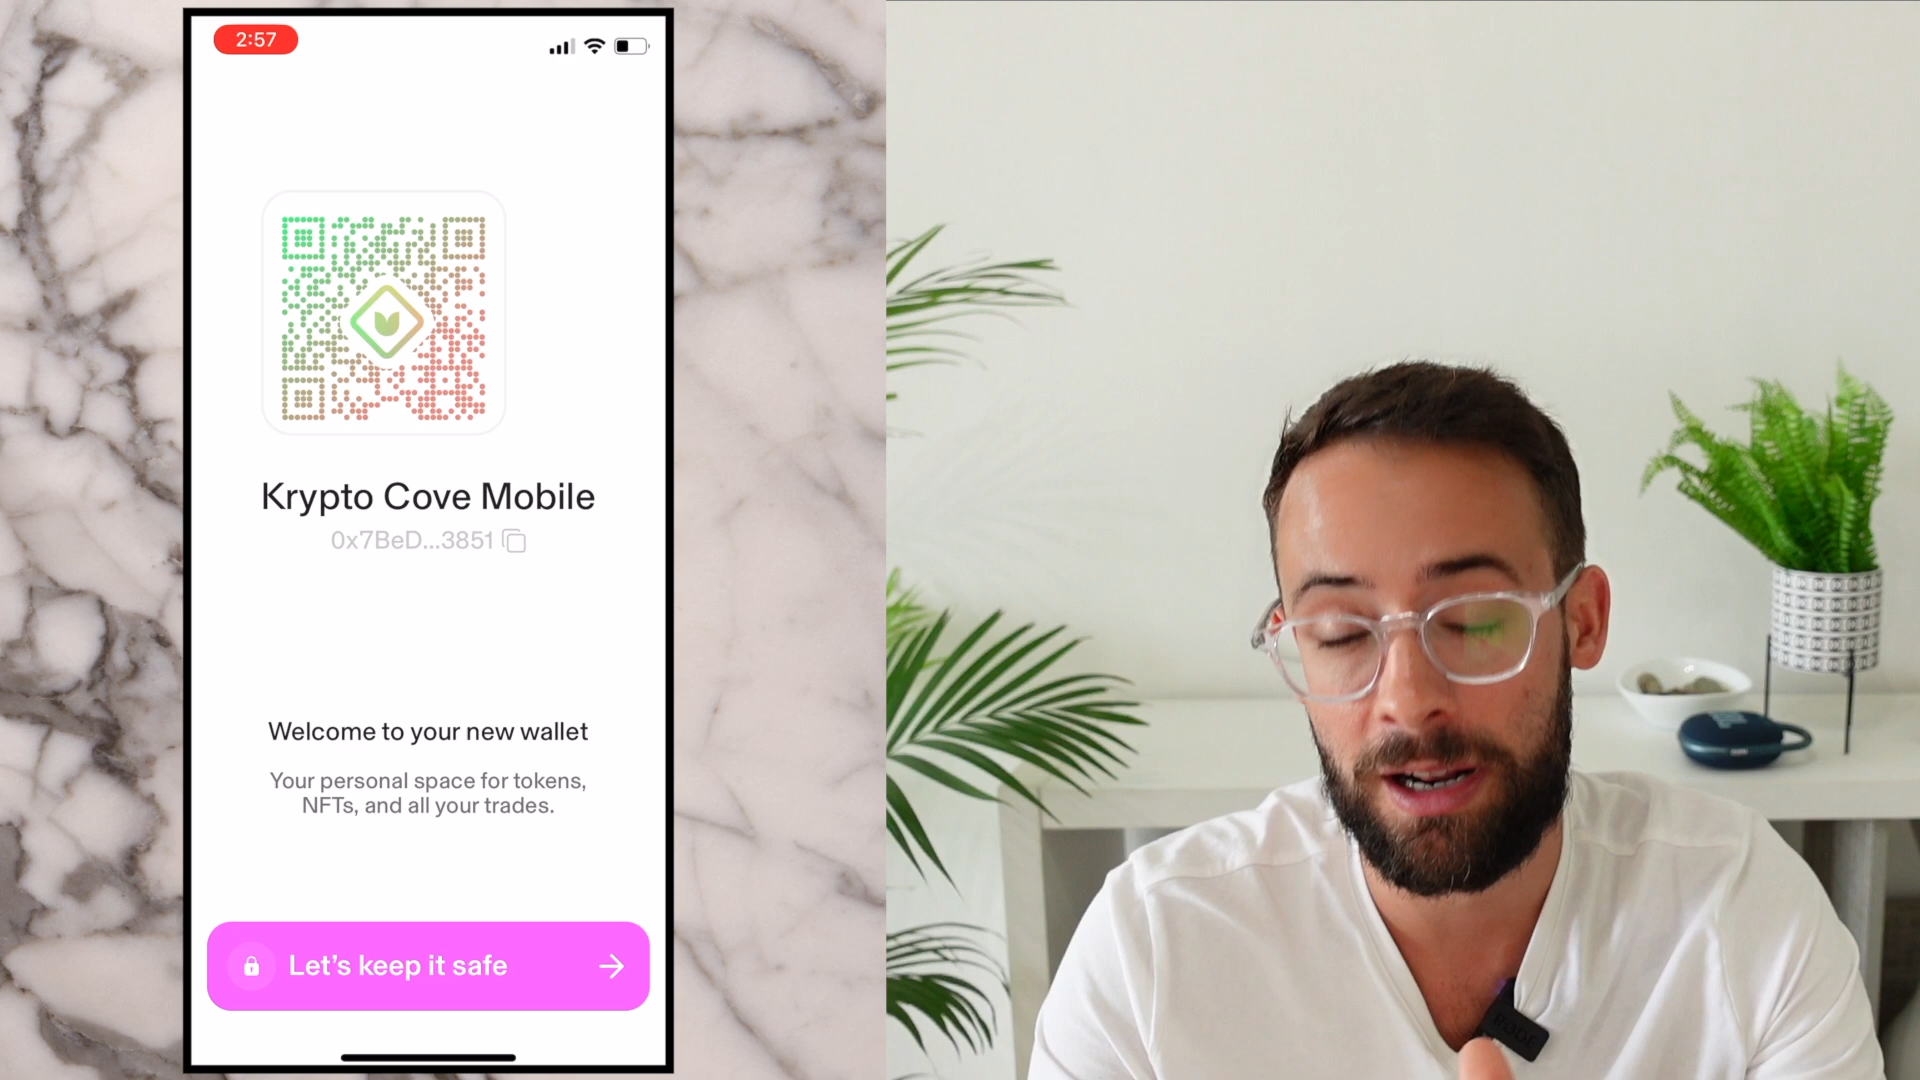 2:57
Krypto Cove Mobile
0x7BeD...3851
Welcome to your new wallet
Your personal space for tokens,
NFTs, and all your trades.
Let's keep it safe
RODE